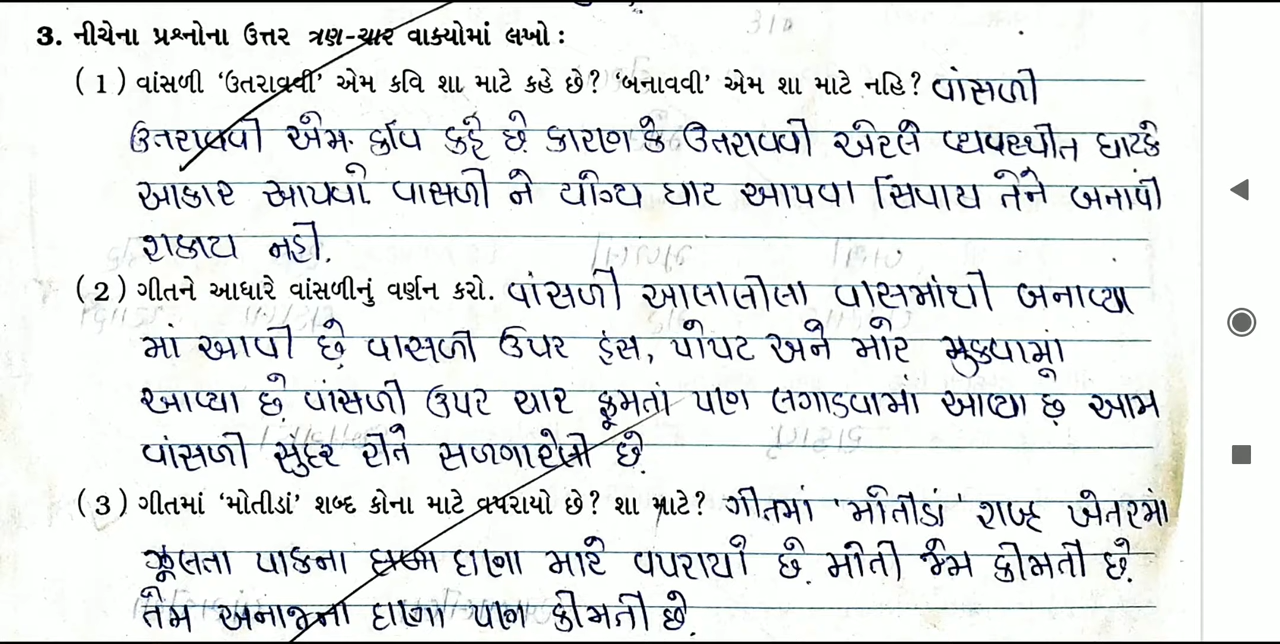 3. નીચેના પ્રશ્નોના ઉત્તર ત્રણ-ચાર વાક્યોમાં લખો :
(1) વાંસળી ‘ઉતરાવવી’ એમ કવિ શા માટે કહે છે? ‘બનાવવી’ એમ શા માટે નહિ? વાંસળી
ઉતરાવવી એમ કવિ કહે છે કારણ કે ઉતરાવવી એટલે વ્યવસ્થીત ઘાટકે
આકાર આપવો. વાસળી ને યોગ્ય ઘાટ આપવા સિવાય તેને બનાવી
શકાય નહી.
(2) ગીતને આધારે વાંસળીનું વર્ણન કરો. વાંસળી આલાલીલા વાસમાંથી બનાવ્યા
માં આવી છે. વાસળી ઉપર હંસ, પોપટ અને મોર મુકવામાં
આવ્યા છે. વાંસળી ઉપર ચાર ફૂમતાં પણ લગાડવામાં આવ્યા છે આમ
વાંસળી સુંદર રીતે સળગારેલી છે.
(3) ગીતમાં ‘મોતીડાં’ શબ્દ કોના માટે વપરાયો છે? શા માટે? ગીતમાં ‘મોતીડાં’ શબ્દ ખેતરમાં
ઝૂલતા પાકના દાણા માટે વપરાયો છે. મોતી જેમ કીમતી છે.
તેમ અનાજના દાણા પણ કીમતી છે.